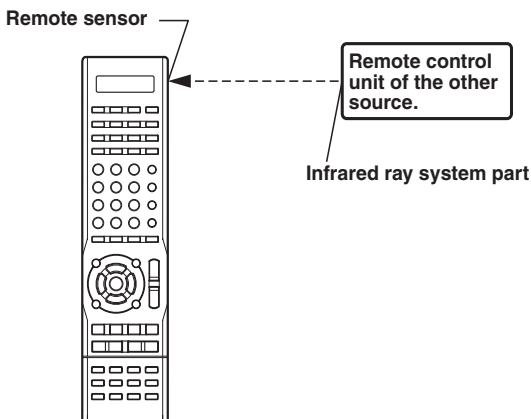 Remote sensor
Remote control
unit of the other
source.
Infrared ray system part